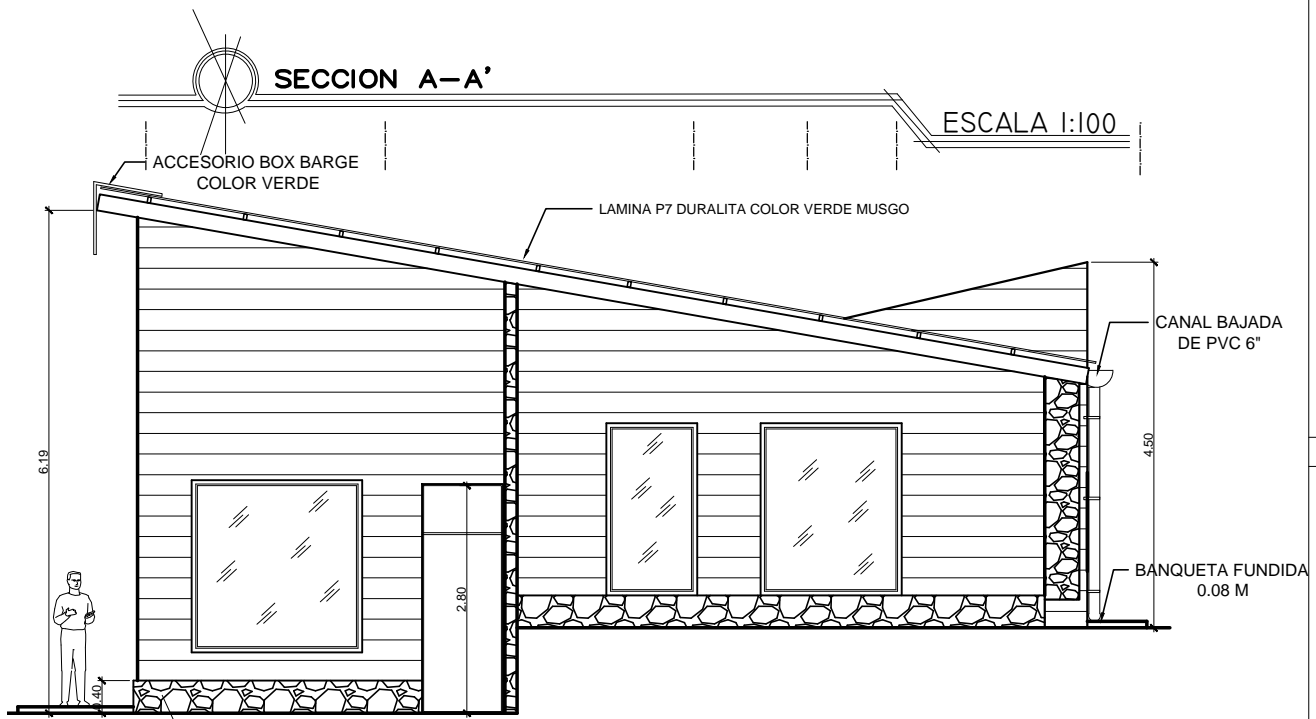 SECCION A-A'
ESCALA 1:100
ACCESORIO BOX BARGE
COLOR VERDE
LAMINA P7 DURALITA COLOR VERDE MUSGO
CANAL BAJADA
DE PVC 6"
6.19
4.50
2.80
0.40
BANQUETA FUNDIDA
0.08 M